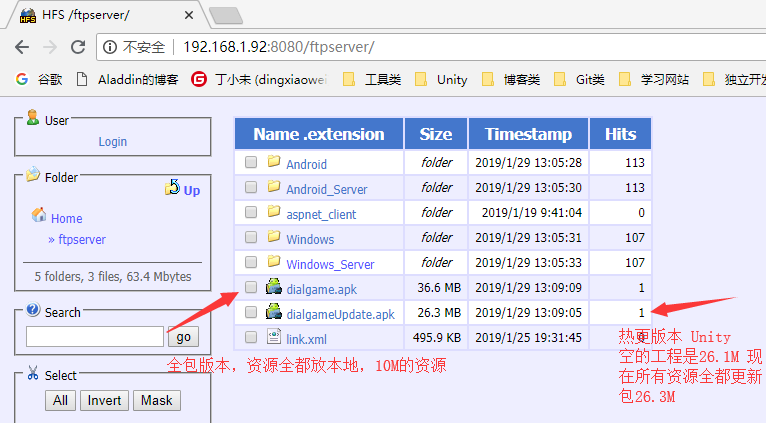 HFS /ftpserver/
不安全 192.168.1.92:8080/ftpserver/
谷歌 Aladdin的博客 丁小未 (dingxiaowei 工具类 Unity 博客类 Git类 学习网站 独立开发
User
Login
Folder
Up
Home
» ftpserver
5 folders, 3 files, 63.4 Mbytes
Search
go
Select
All Invert Mask
Name .extension Size Timestamp Hits
Android folder 2019/1/29 13:05:28 113
Android_Server folder 2019/1/29 13:05:30 113
aspnet_client folder 2019/1/19 9:41:04 0
Windows folder 2019/1/29 13:05:31 107
Windows_Server folder 2019/1/29 13:05:33 107
dialgame.apk 36.6 MB 2019/1/29 13:09:09 1
dialgameUpdate.apk 26.3 MB 2019/1/29 13:09:05 1
link.xml 495.9 KB 2019/1/25 19:31:45
全包版本，资源全都放本地，10M的资源
热更版本 Unity
空的工程是26.1M 现
在所有资源全都更新
包26.3M